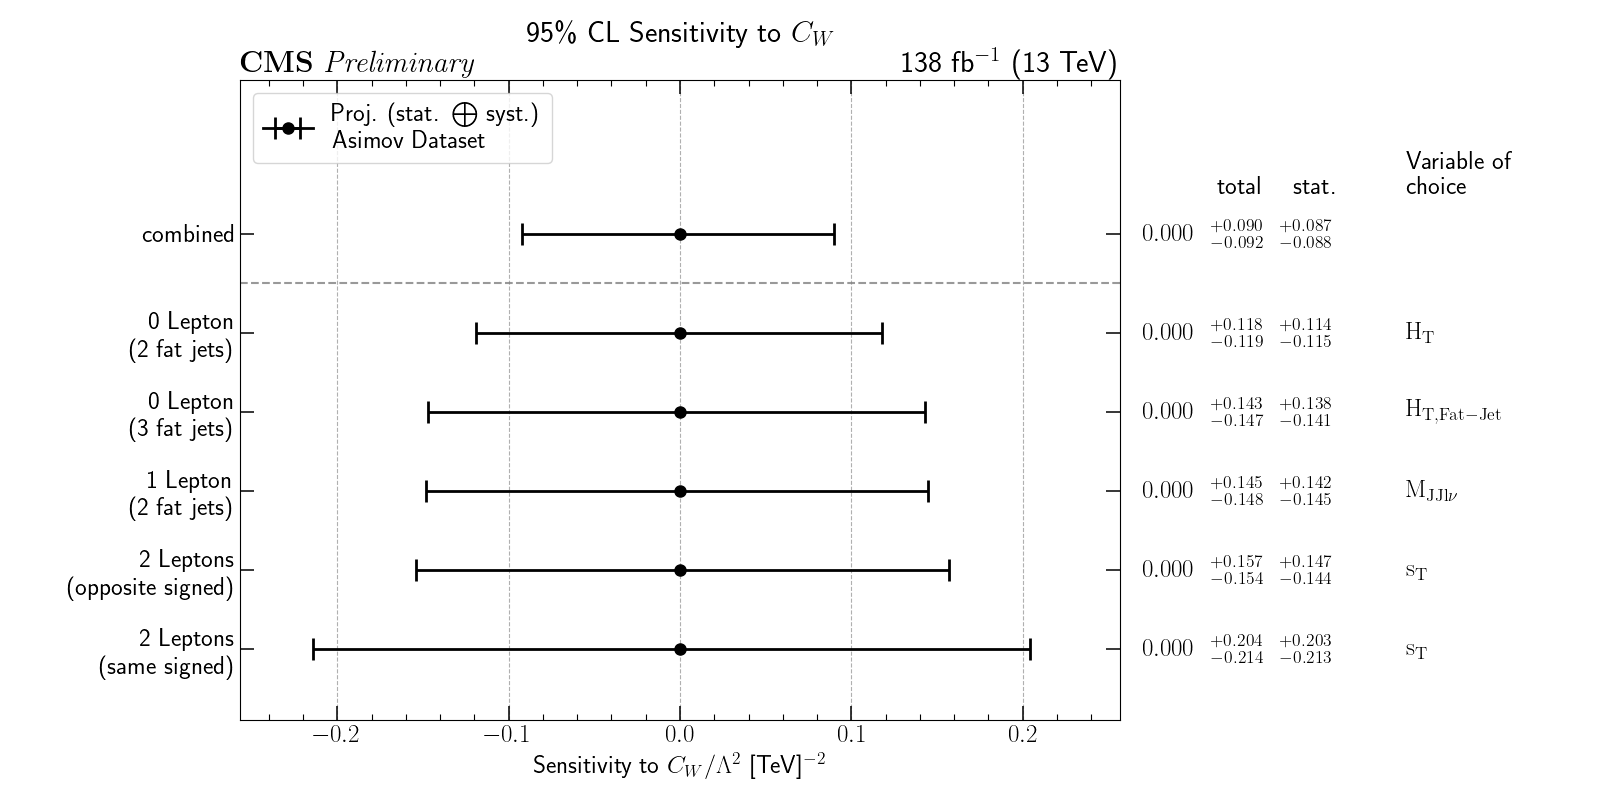 95% CL Sensitivity to C_W
CMS Preliminary 138 fb⁻¹ (13 TeV)
Proj. (stat. ⨁ syst.)
Asimov Dataset
Variable of
total stat. choice
combined 0.000 +0.090 −0.092 +0.087 −0.088
0 Lepton
(2 fat jets) 0.000 +0.118 −0.119 +0.114 −0.115 H_T
0 Lepton
(3 fat jets) 0.000 +0.143 −0.147 +0.138 −0.141 H_T,Fat−Jet
1 Lepton
(2 fat jets) 0.000 +0.145 −0.148 +0.142 −0.145 M_JJlν
2 Leptons
(opposite signed) 0.000 +0.157 −0.154 +0.147 −0.144 s_T
2 Leptons
(same signed) 0.000 +0.204 −0.214 +0.203 −0.213 s_T
−0.2 −0.1 0.0 0.1 0.2
Sensitivity to C_W/Λ² [TeV]⁻²